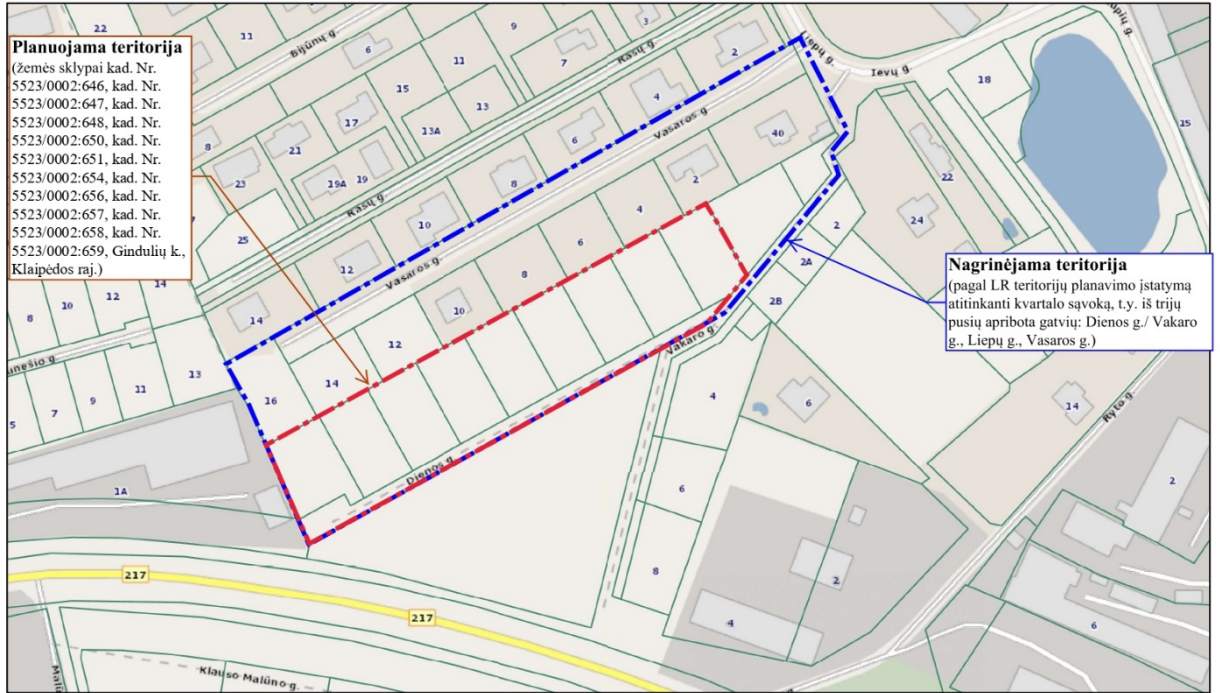 Planuojama teritorija
(žemės sklypai kad. Nr.
5523/0002:646, kad. Nr.
5523/0002:647, kad. Nr.
5523/0002:648, kad. Nr.
5523/0002:650, kad. Nr.
5523/0002:651, kad. Nr.
5523/0002:654, kad. Nr.
5523/0002:656, kad. Nr.
5523/0002:657, kad. Nr.
5523/0002:658, kad. Nr.
5523/0002:659, Gindulių k.,
Klaipėdos raj.)
Nagrinėjama teritorija
(pagal LR teritorijų planavimo įstatymą
atitinkanti kvartalo sąvoką, t.y. iš trijų
pusių apribota gatvių: Dienos g./ Vakaro
g., Liepų g., Vasaros g.)
22
11
Bijūnų g.
6
9
7
3
Rasų g.
2
Liepų g.
Ievų g.
18
15
15
11
13
13A
4
Vasaros g.
17
21
8
23
19A
19
6
40
22
24
Rasų g.
8
2
4
2
25
10
6
2A
12
Vasaros g.
8
2B
14
10
Vakaro g.
12
14
16
8
10
12
14
13
11
9
7
5
4
6
14
Ryto g.
Dienos g.
1A
6
8
2
2
4
6
217
217
Klauso Malūno g.